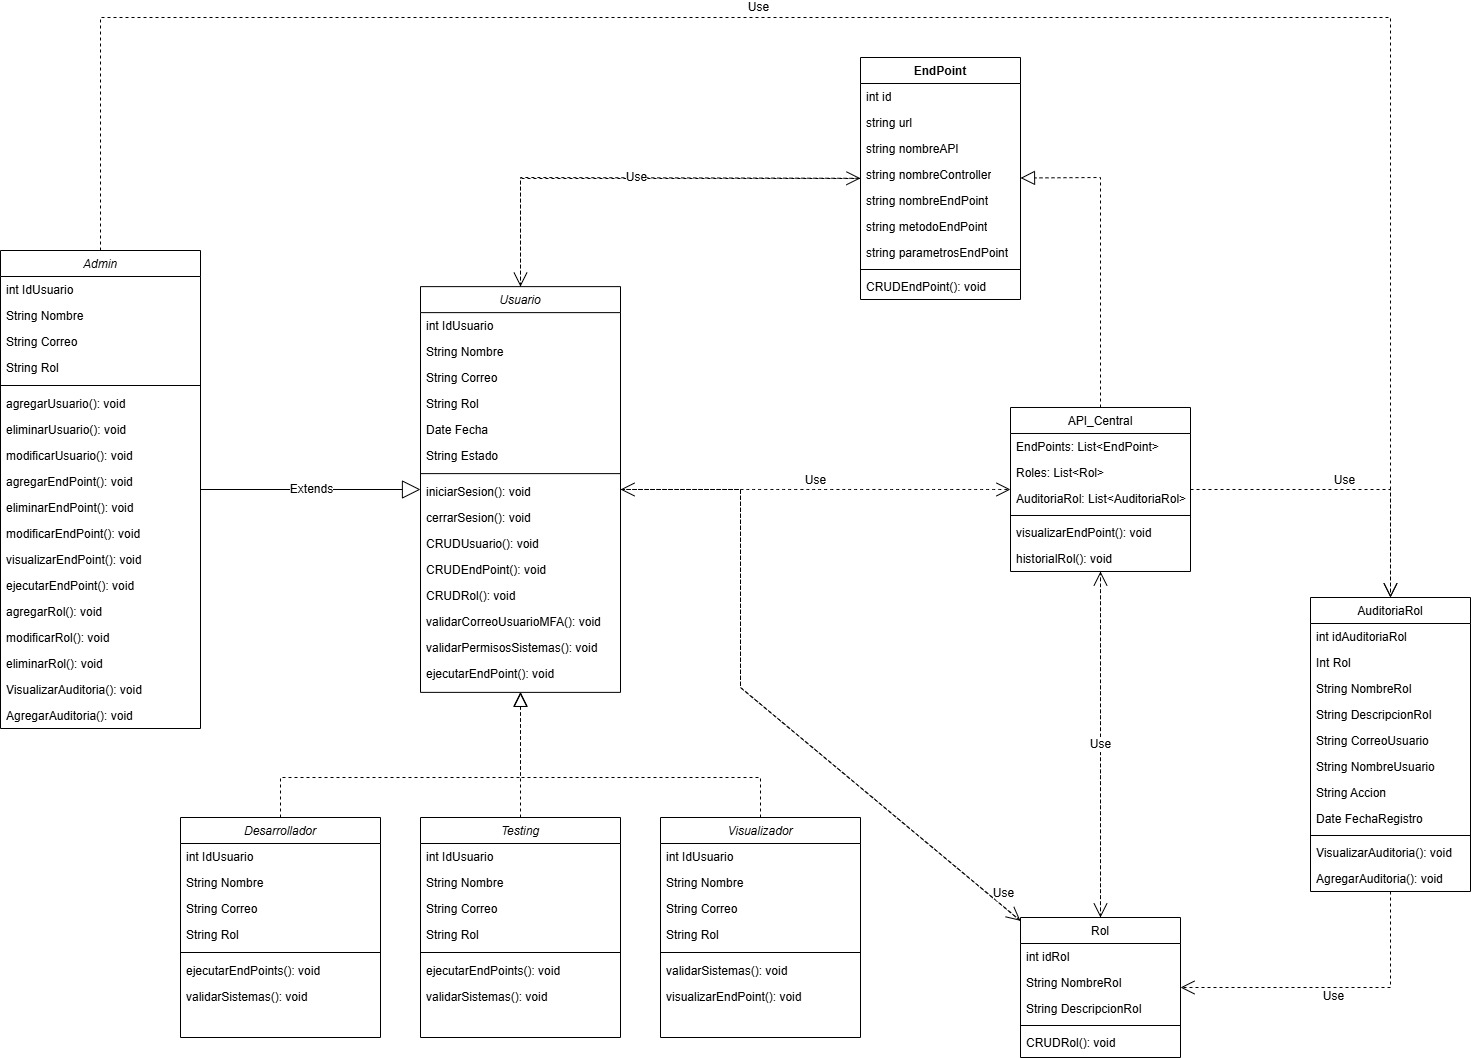 Use
EndPoint
int id
string url
string nombreAPI
string nombreController
string nombreEndPoint
string metodoEndPoint
string parametrosEndPoint
CRUDEndPoint(): void
Use
Admin
int IdUsuario
String Nombre
String Correo
String Rol
agregarUsuario(): void
eliminarUsuario(): void
modificarUsuario(): void
agregarEndPoint(): void
eliminarEndPoint(): void
modificarEndPoint(): void
visualizarEndPoint(): void
ejecutarEndPoint(): void
agregarRol(): void
modificarRol(): void
eliminarRol(): void
VisualizarAuditoria(): void
AgregarAuditoria(): void
Extends
Usuario
int IdUsuario
String Nombre
String Correo
String Rol
Date Fecha
String Estado
iniciarSesion(): void
cerrarSesion(): void
CRUDUsuario(): void
CRUDEndPoint(): void
CRUDRol(): void
validarCorreoUsuarioMFA(): void
validarPermisosSistemas(): void
ejecutarEndPoint(): void
Use
API_Central
EndPoints: List<EndPoint>
Roles: List<Rol>
AuditoriaRol: List<AuditoriaRol>
visualizarEndPoint(): void
historialRol(): void
Use
AuditoriaRol
int idAuditoriaRol
Int Rol
String NombreRol
String DescripcionRol
String CorreoUsuario
String NombreUsuario
String Accion
Date FechaRegistro
VisualizarAuditoria(): void
AgregarAuditoria(): void
Use
Use
Desarrollador
int IdUsuario
String Nombre
String Correo
String Rol
ejecutarEndPoints(): void
validarSistemas(): void
Testing
int IdUsuario
String Nombre
String Correo
String Rol
ejecutarEndPoints(): void
validarSistemas(): void
Visualizador
int IdUsuario
String Nombre
String Correo
String Rol
validarSistemas(): void
visualizarEndPoint(): void
Rol
int idRol
String NombreRol
String DescripcionRol
CRUDRol(): void
Use